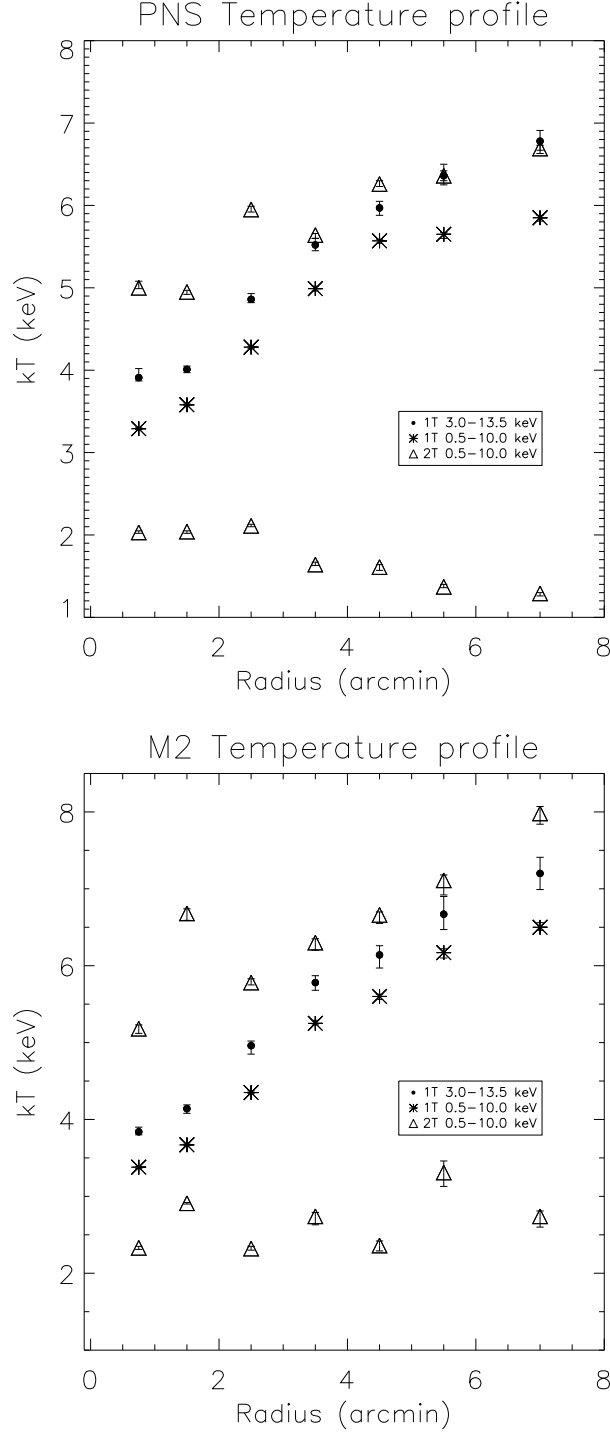 PNS Temperature profile
8
7
6
5
4
3
2
1
kT (keV)
1T 3.0-13.5 keV
1T 0.5-10.0 keV
2T 0.5-10.0 keV
0 2 4 6 8
Radius (arcmin)
M2 Temperature profile
8
6
4
2
kT (keV)
1T 3.0-13.5 keV
1T 0.5-10.0 keV
2T 0.5-10.0 keV
0 2 4 6 8
Radius (arcmin)